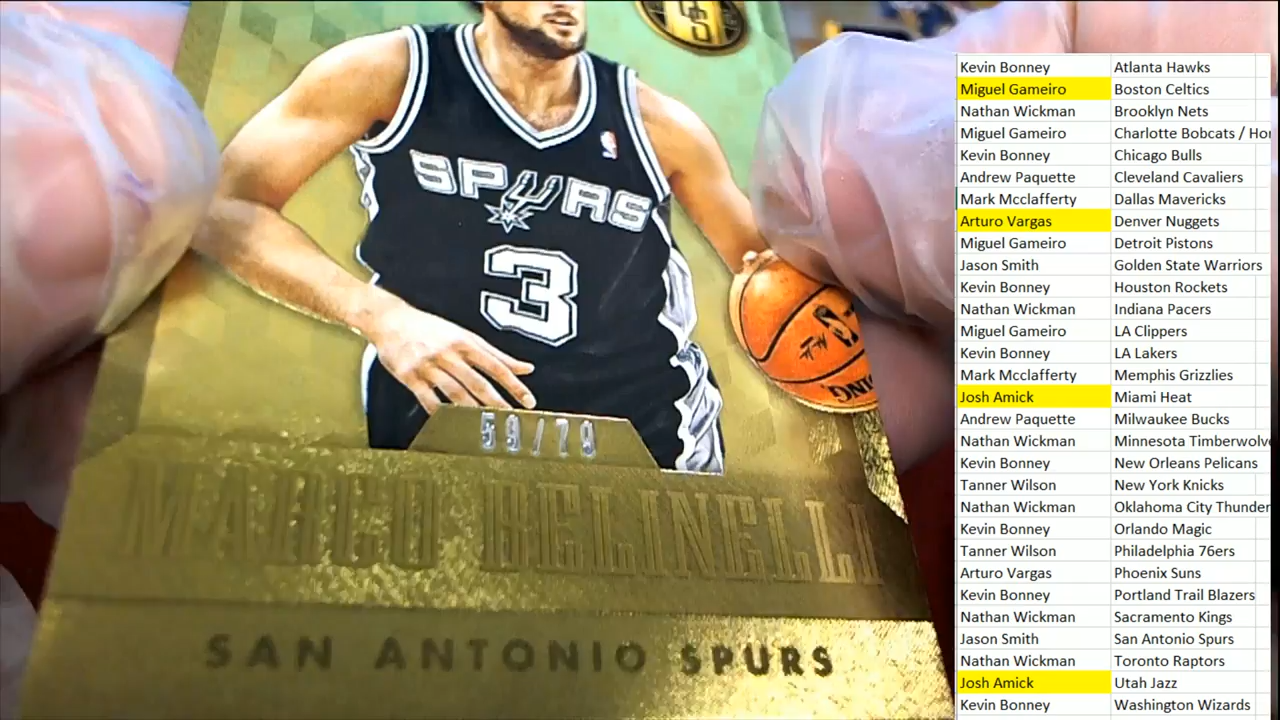 GS
SPURS
3
59/79
MARCO BELINELLI
SAN ANTONIO SPURS
Kevin Bonney Atlanta Hawks
Miguel Gameiro Boston Celtics
Nathan Wickman Brooklyn Nets
Miguel Gameiro Charlotte Bobcats / Hor
Kevin Bonney Chicago Bulls
Andrew Paquette Cleveland Cavaliers
Mark Mcclafferty Dallas Mavericks
Arturo Vargas Denver Nuggets
Miguel Gameiro Detroit Pistons
Jason Smith Golden State Warriors
Kevin Bonney Houston Rockets
Nathan Wickman Indiana Pacers
Miguel Gameiro LA Clippers
Kevin Bonney LA Lakers
Mark Mcclafferty Memphis Grizzlies
Josh Amick Miami Heat
Andrew Paquette Milwaukee Bucks
Nathan Wickman Minnesota Timberwolve
Kevin Bonney New Orleans Pelicans
Tanner Wilson New York Knicks
Nathan Wickman Oklahoma City Thunder
Kevin Bonney Orlando Magic
Tanner Wilson Philadelphia 76ers
Arturo Vargas Phoenix Suns
Kevin Bonney Portland Trail Blazers
Nathan Wickman Sacramento Kings
Jason Smith San Antonio Spurs
Nathan Wickman Toronto Raptors
Josh Amick Utah Jazz
Kevin Bonney Washington Wizards